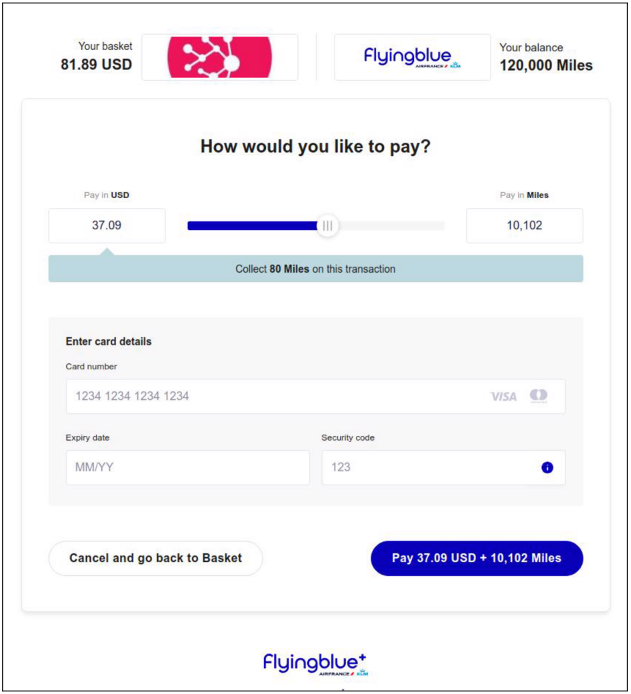 Your basket
81.89 USD
Flyingblue
AIRFRANCE KLM
Your balance
120,000 Miles
How would you like to pay?
Pay in USD
Pay in Miles
37.09
10,102
Collect 80 Miles on this transaction
Enter card details
Card number
1234 1234 1234 1234
VISA
Expiry date
Security code
MM/YY
123
i
Cancel and go back to Basket
Pay 37.09 USD + 10,102 Miles
Flyingblue+
AIRFRANCE KLM